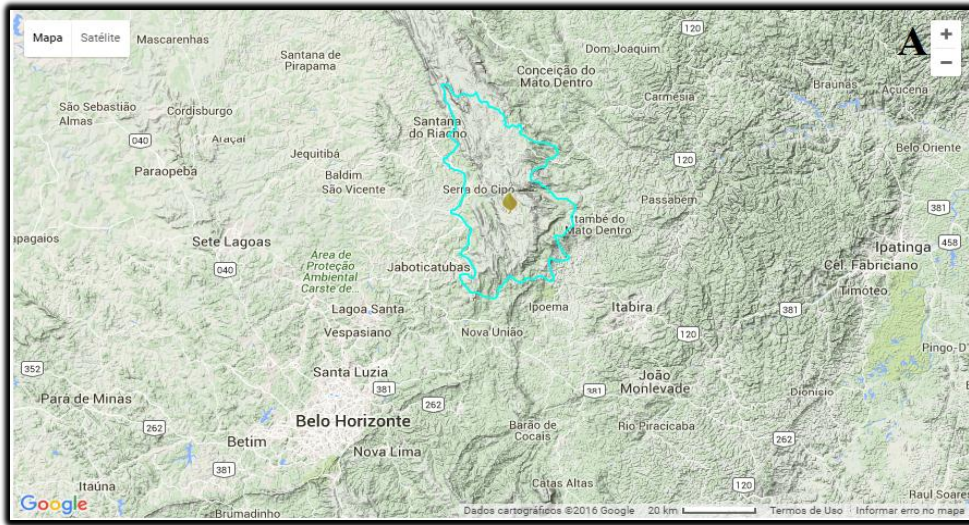 Mapa
Satélite
Mascarenhas
Santana de
Pirapama
Dom Joaquim
120
A
+
−
Conceição do
Mato Dentro
Carmésia
Braúnas
Açucena
São Sebastião
Almas
Cordisburgo
Santana
do Riacho
040
Araçaí
Jequitibá
120
Belo Oriente
Paraopeba
Baldim
São Vicente
Serra do Cipó
Passabém
381
apagaios
Sete Lagoas
Itambé do
Mato Dentro
Ipatinga
458
Cel. Fabriciano
Área de
Proteção
Ambiental
Carste de
040
Jaboticatubas
Timóteo
Lagoa Santa
Ipoema
Itabira
381
Vespasiano
Nova União
120
Pingo-D'
352
Santa Luzia
381
João
Monlevade
381
Dionísio
Pará de Minas
262
262
Belo Horizonte
Barão de
Cocais
Rio Piracicaba
262
Betim
Nova Lima
381
Itaúna
Catas Altas
120
Raul Soares
Google
Brumadinho
Dados cartográficos ©2016 Google
20 km
Termos de Uso
Informar erro no mapa